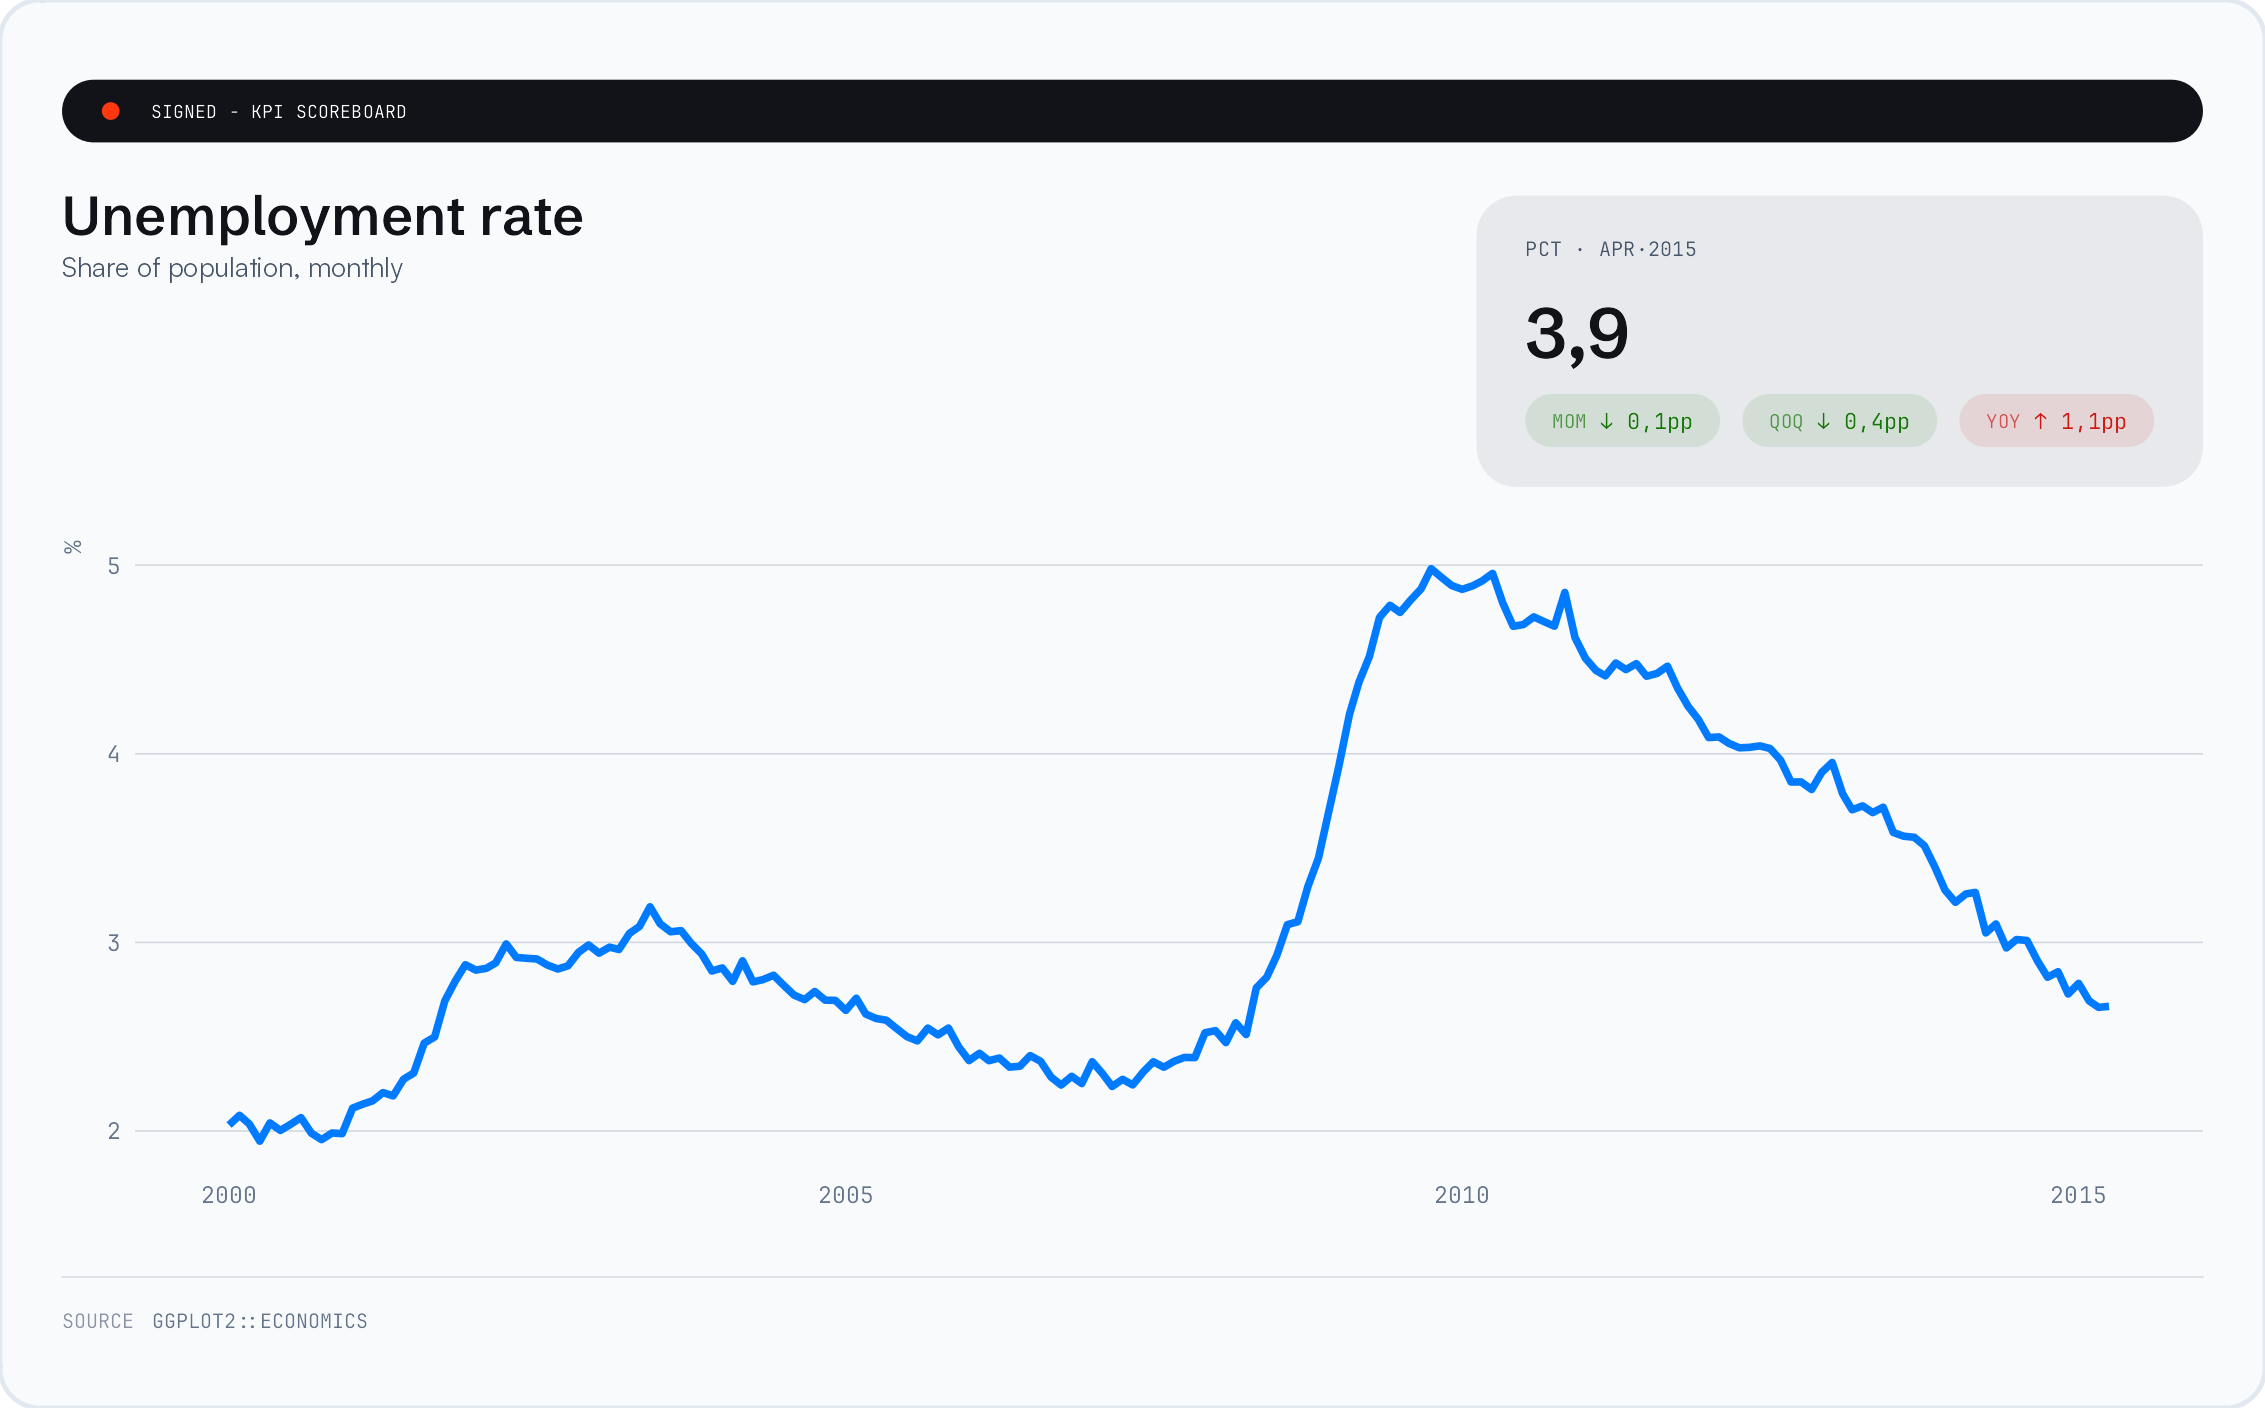 SIGNED - KPI SCOREBOARD
Unemployment rate
Share of population, monthly
PCT · APR·2015
3,9
MOM ↓ 0,1pp
QOQ ↓ 0,4pp
YOY ↑ 1,1pp
%
5
4
3
2
2000
2005
2010
2015
SOURCE GGPLOT2::ECONOMICS